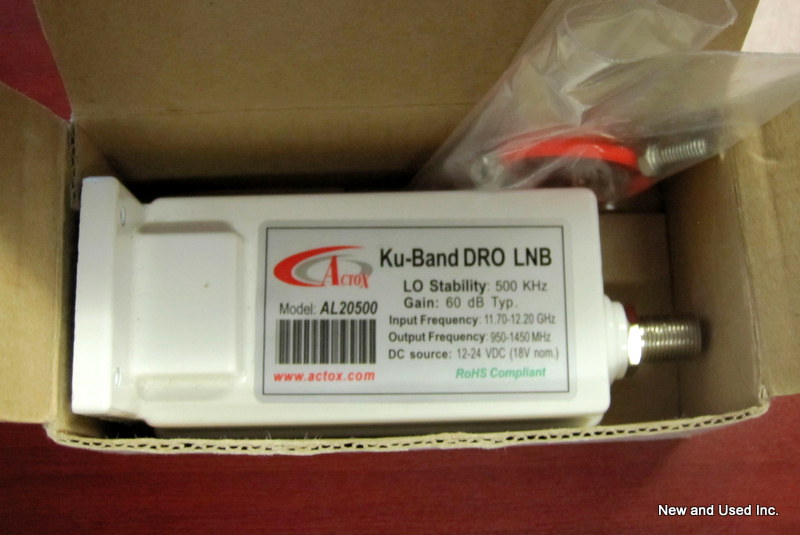 ACTOX
Ku-Band DRO LNB
LO Stability: 500 KHz
Gain: 60 dB Typ.
Model: AL20500
Input Frequency: 11.70-12.20 GHz
Output Frequency: 950-1450 MHz
DC source: 12-24 VDC (18V nom.)
www.actox.com
RoHS Compliant
New and Used Inc.